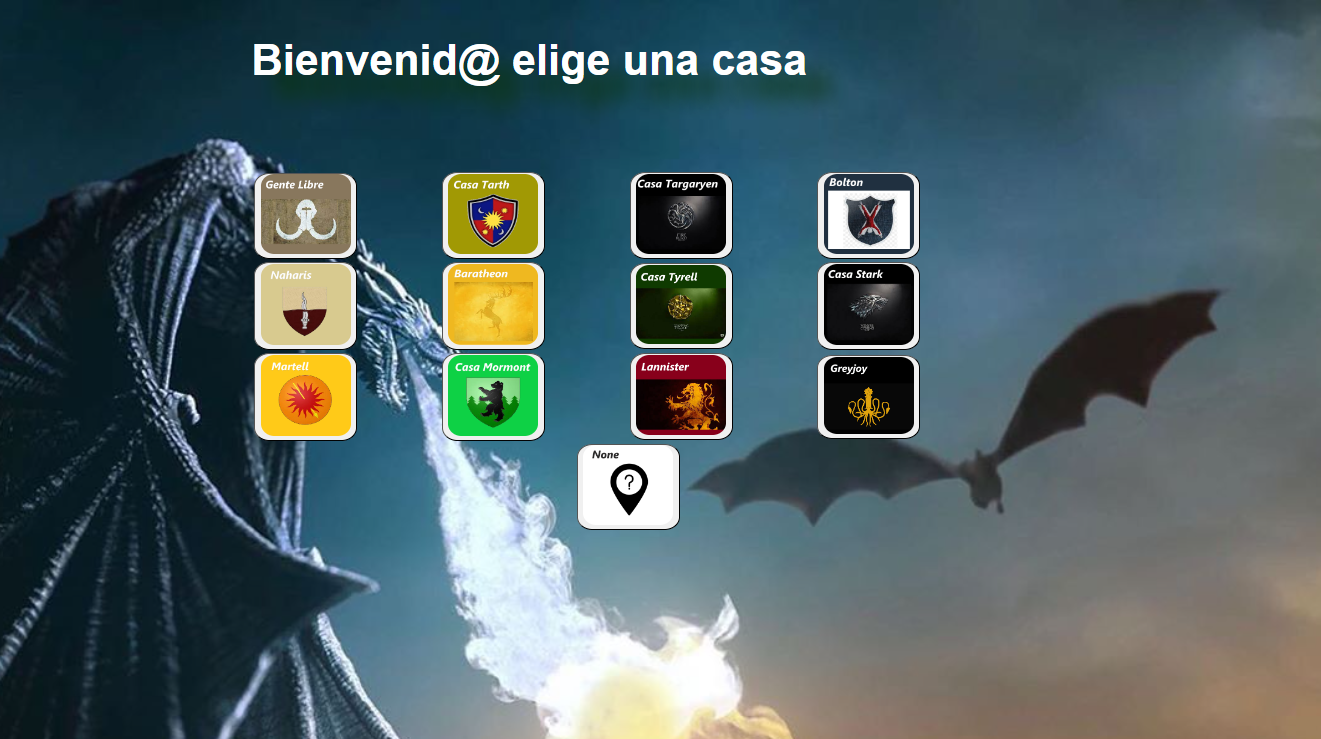 Bienvenid@ elige una casa
Gente Libre
Casa Tarth
Casa Targaryen
Bolton
Naharis
Baratheon
Casa Tyrell
Casa Stark
Martell
Casa Mormont
Lannister
Greyjoy
None
?